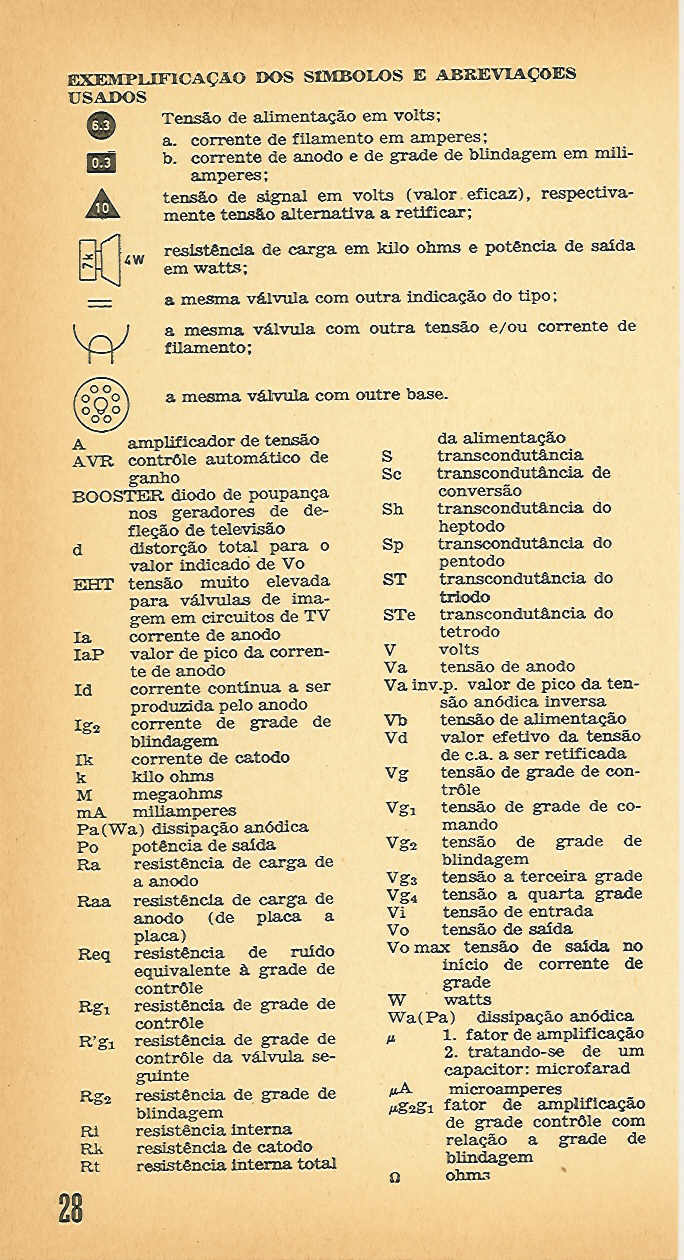 EXEMPLIFICAÇÃO DOS SÍMBOLOS E ABREVIAÇÕES
USADOS
6.3 Tensão de alimentação em volts;
a. corrente de filamento em amperes;
0.3 b. corrente de anodo e de grade de blindagem em mili-
amperes;
10 tensão de signal em volts (valor eficaz), respectiva-
mente tensão alternativa a retificar;
7k 4W resistência de carga em kilo ohms e potência de saída
em watts;
a mesma válvula com outra indicação do tipo;
a mesma válvula com outra tensão e/ou corrente de
filamento;
a mesma válvula com outre base.
A amplificador de tensão
AVR contrôle automático de
ganho
BOOSTER diodo de poupança
nos geradores de de-
fleção de televisão
d distorção total para o
valor indicado de Vo
EHT tensão muito elevada
para válvulas de ima-
gem em circuitos de TV
Ia corrente de anodo
IaP valor de pico da corren-
te de anodo
Id corrente contínua a ser
produzida pelo anodo
Ig₂ corrente de grade de
blindagem
Ik corrente de catodo
k kilo ohms
M megaohms
mA miliamperes
Pa(Wa) dissipação anódica
Po potência de saída
Ra resistência de carga de
a anodo
Raa resistência de carga de
anodo (de placa a
placa)
Req resistência de ruído
equivalente à grade de
contrôle
Rg₁ resistência de grade de
contrôle
R'g₁ resistência de grade de
contrôle da válvula se-
guinte
Rg₂ resistência de grade de
blindagem
Ri resistência interna
Rk resistência de catodo
Rt resistência interna total
da alimentação
S transcondutância
Sc transcondutância de
conversão
Sh transcondutância do
heptodo
Sp transcondutância do
pentodo
ST transcondutância do
triodo
STe transcondutância do
tetrodo
V volts
Va tensão de anodo
Va inv.p. valor de pico da ten-
são anódica inversa
Vb tensão de alimentação
Vd valor efetivo da tensão
de c.a. a ser retificada
Vg tensão de grade de con-
trôle
Vg₁ tensão de grade de co-
mando
Vg₂ tensão de grade de
blindagem
Vg₃ tensão a terceira grade
Vg₄ tensão a quarta grade
Vi tensão de entrada
Vo tensão de saída
Vo max tensão de saída no
início de corrente de
grade
W watts
Wa(Pa) dissipação anódica
μ 1. fator de amplificação
2. tratando-se de um
capacitor: microfarad
μA microamperes
μg₂g₁ fator de amplificação
de grade contrôle com
relação a grade de
blindagem
Ω ohms
28